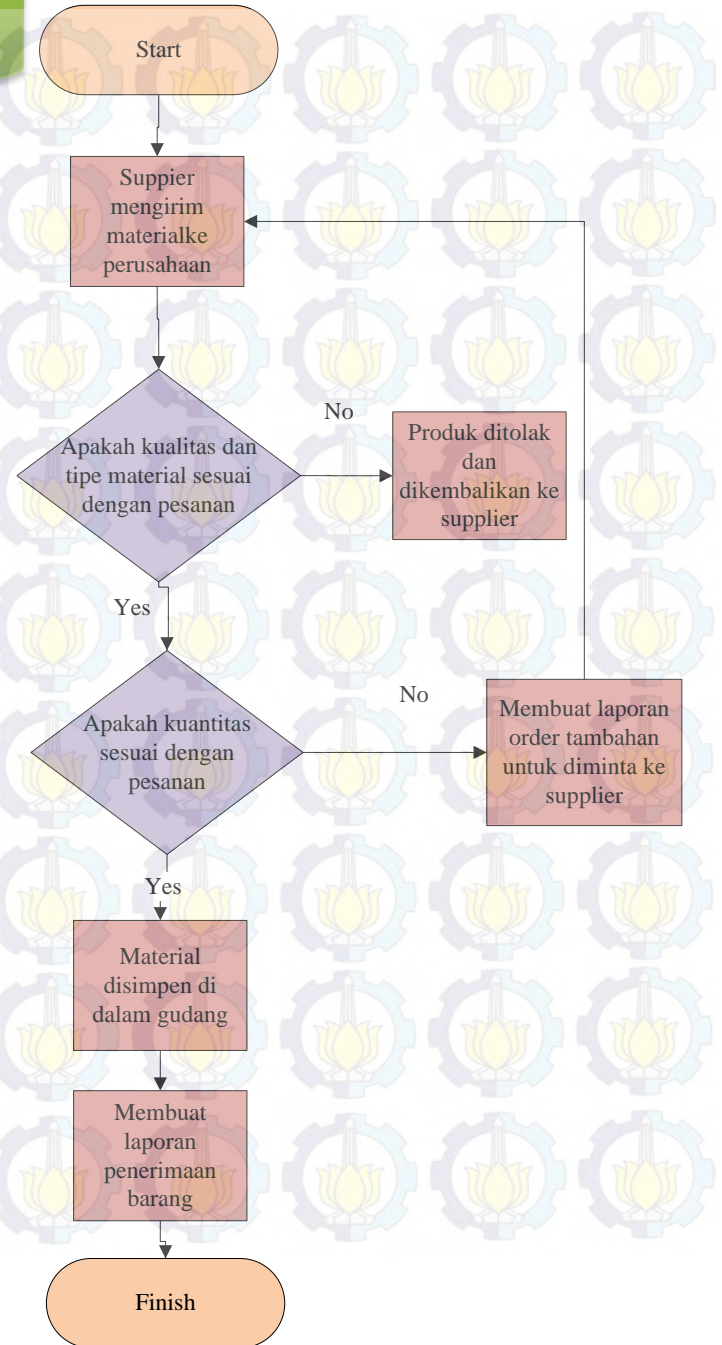 Start
Suppier
mengirim
materialke
perusahaan
Apakah kualitas dan
tipe material sesuai
dengan pesanan
No
Produk ditolak
dan
dikembalikan ke
supplier
Yes
Apakah kuantitas
sesuai dengan
pesanan
No
Membuat laporan
order tambahan
untuk diminta ke
supplier
Yes
Material
disimpen di
dalam gudang
Membuat
laporan
penerimaan
barang
Finish